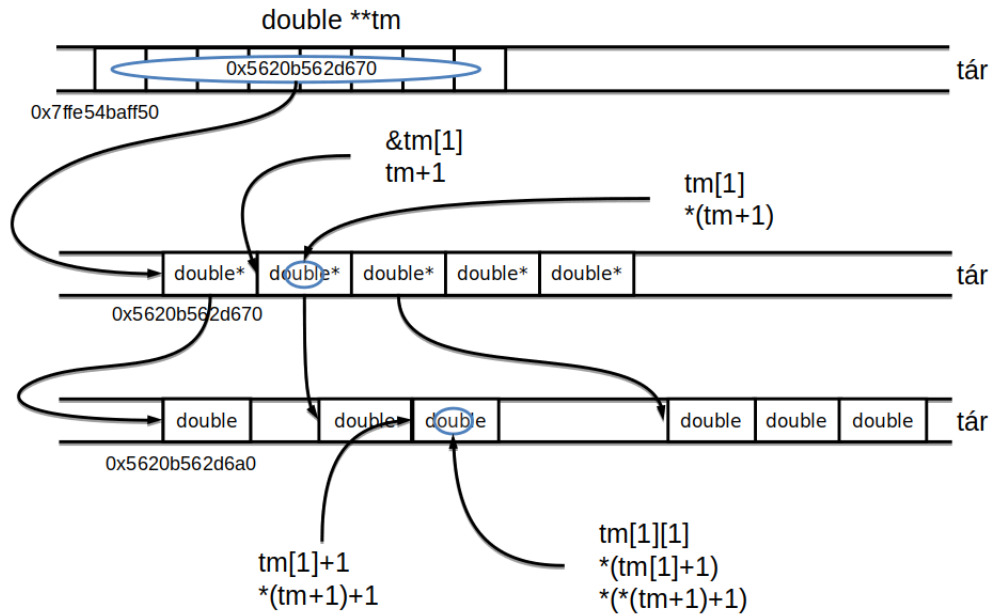 double **tm
0x5620b562d670
tár
0x7ffe54baff50
&tm[1]
tm+1
tm[1]
*(tm+1)
double* double* double* double* double*
tár
0x5620b562d670
double double double double double double
tár
0x5620b562d6a0
tm[1]+1
*(tm+1)+1
tm[1][1]
*(tm[1]+1)
*(*(tm+1)+1)